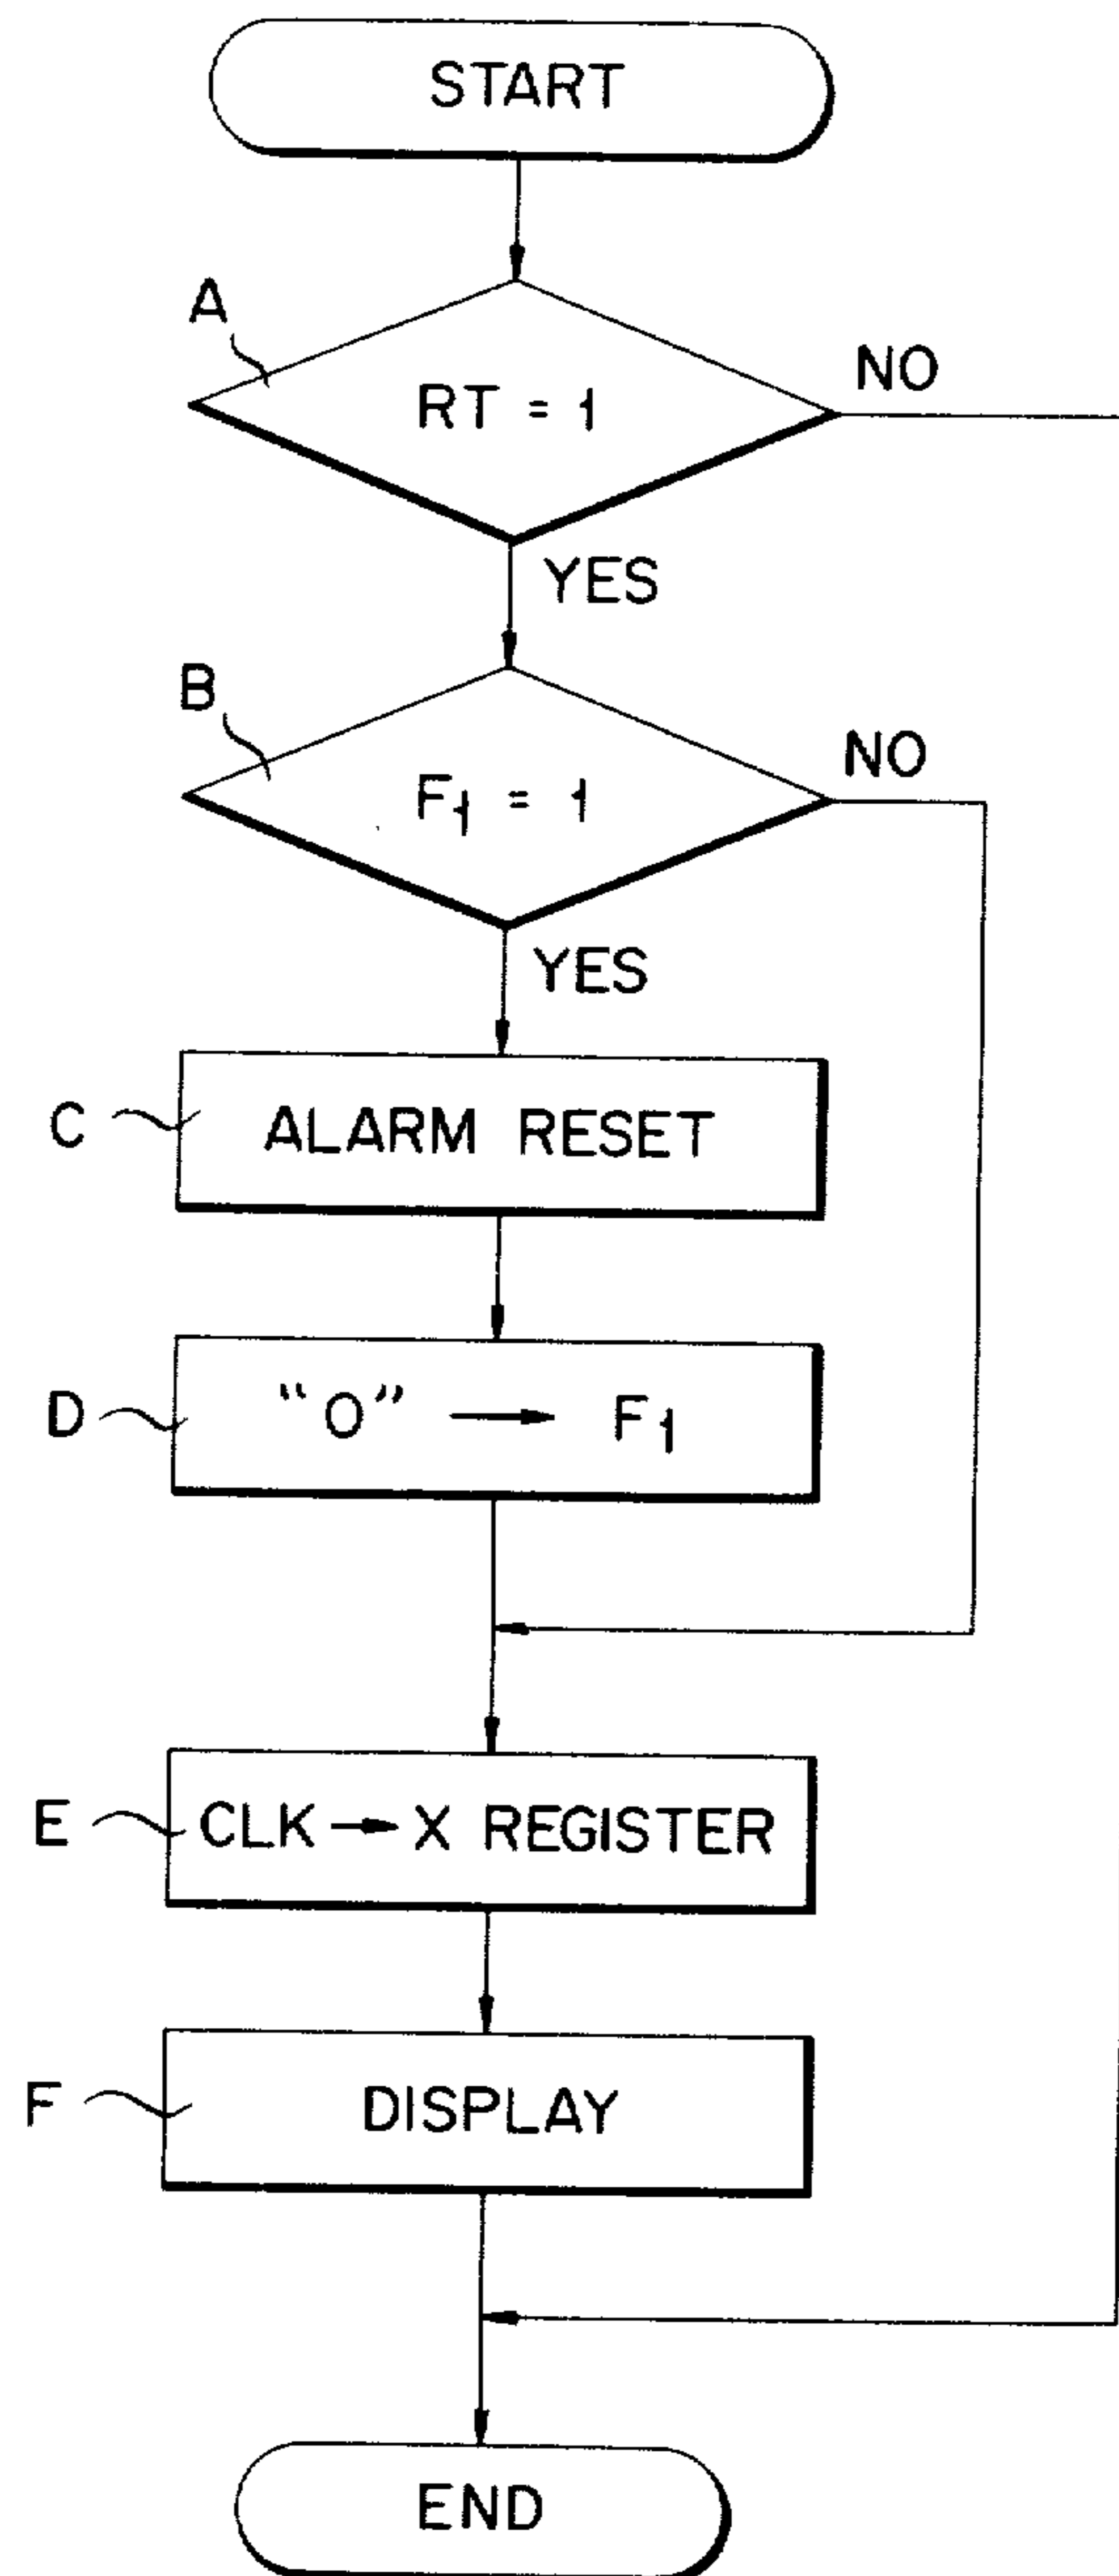 START
A
RT = 1
NO
YES
B
F1 = 1
NO
YES
C
ALARM RESET
D
"0" → F1
E
CLK → X REGISTER
F
DISPLAY
END